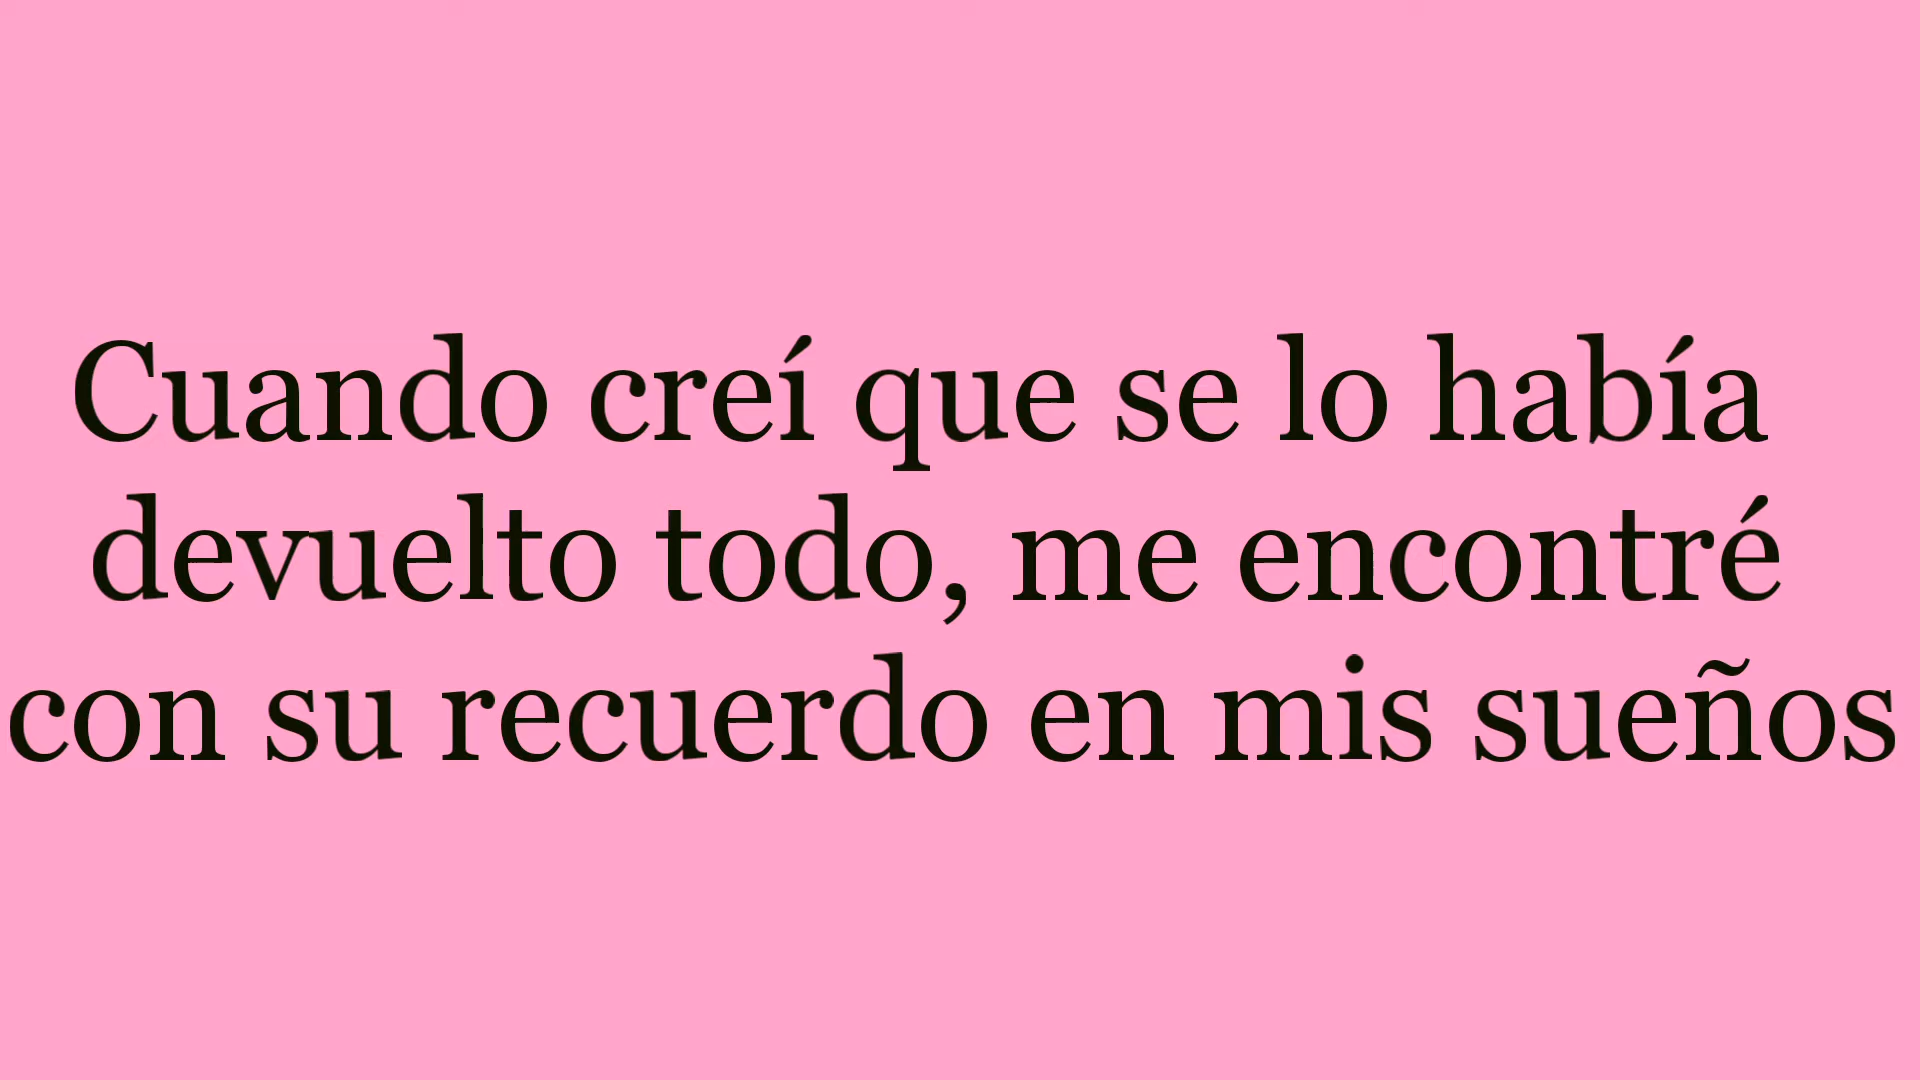 Cuando creí que se lo había
devuelto todo, me encontré
con su recuerdo en mis sueños